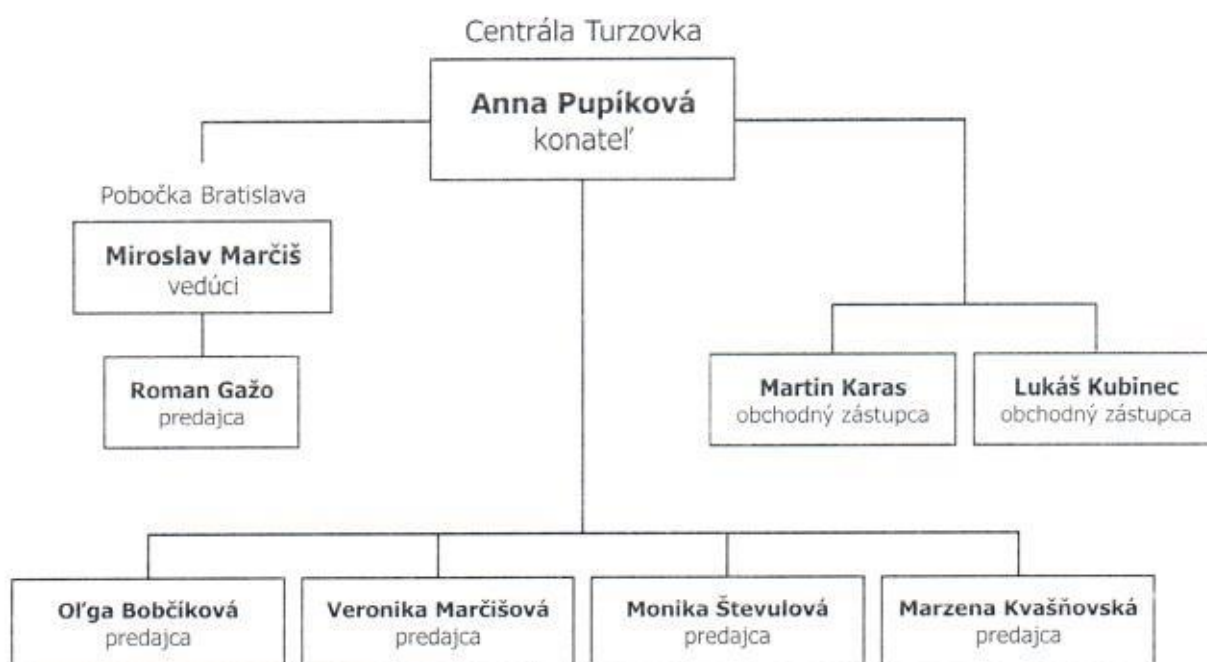 Centrála Turzovka
Anna Pupíková
konateľ
Pobočka Bratislava
Miroslav Marčiš
vedúci
Roman Gažo
predajca
Martin Karas
obchodný zástupca
Lukáš Kubinec
obchodný zástupca
Oľga Bobčíková
predajca
Veronika Marčišová
predajca
Monika Števulová
predajca
Marzena Kvašňovská
predajca